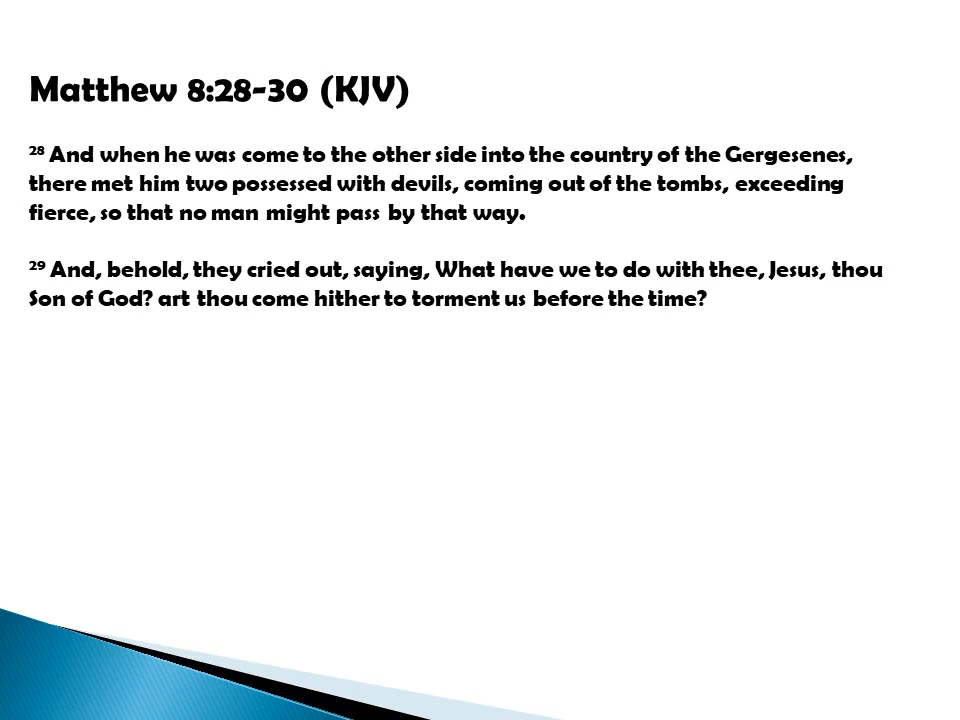 Matthew 8:28-30 (KJV)
28 And when he was come to the other side into the country of the Gergesenes,
there met him two possessed with devils, coming out of the tombs, exceeding
fierce, so that no man might pass by that way.
29 And, behold, they cried out, saying, What have we to do with thee, Jesus, thou
Son of God? art thou come hither to torment us before the time?